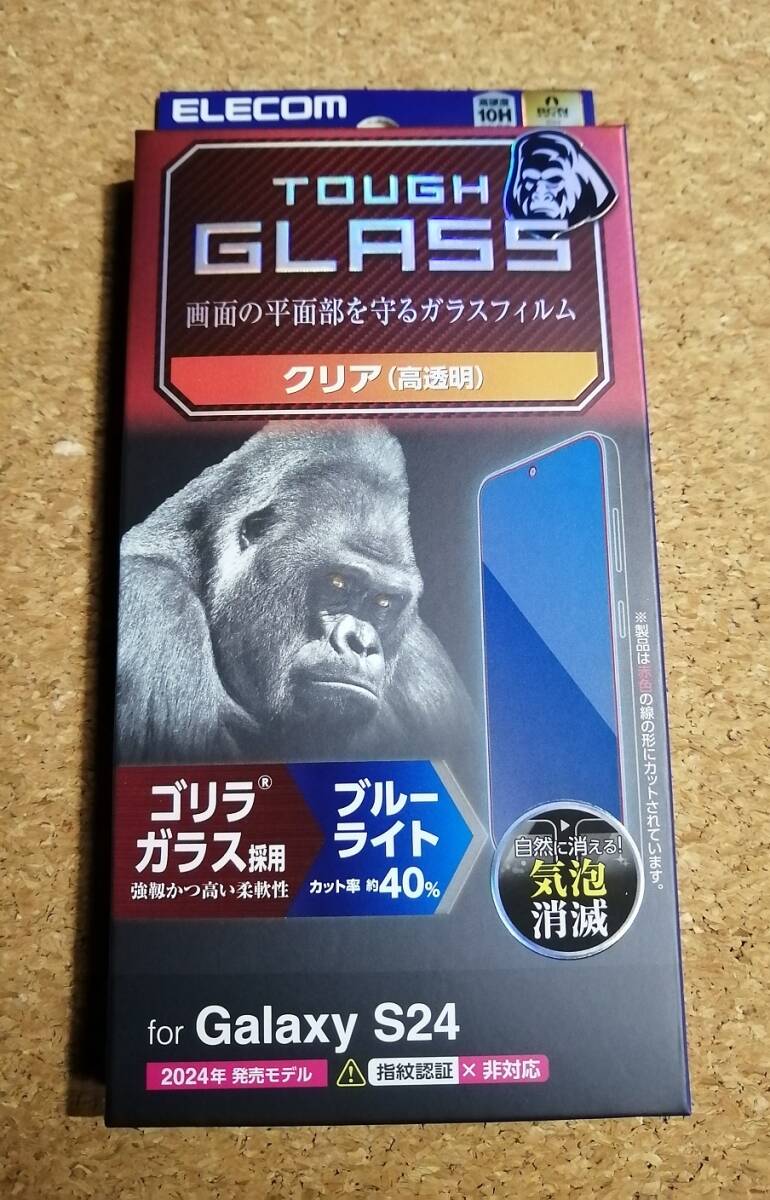 ELECOM
高硬度
10H
BCN
TOUGH
GLASS
画面の平面部を守るガラスフィルム
クリア(高透明)
※製品は赤色の線の形にカットされています。
ゴリラ®
ガラス採用
強靱かつ高い柔軟性
ブルー
ライト
カット率 約40%
自然に消える!
気泡
消滅
for Galaxy S24
2024年 発売モデル
指紋認証 × 非対応